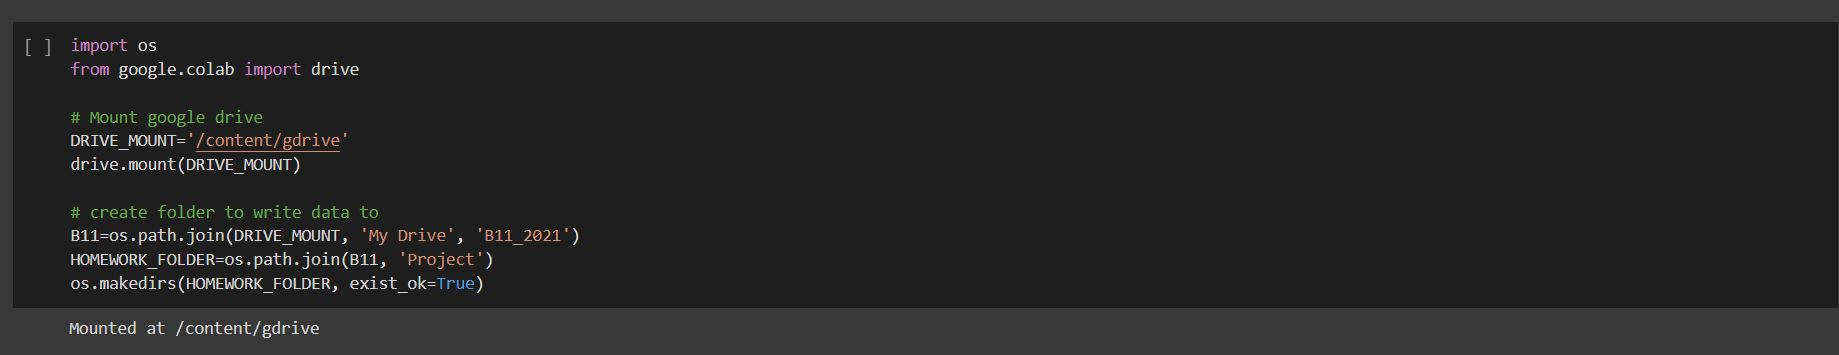 [ ] import os
from google.colab import drive
# Mount google drive
DRIVE_MOUNT='/content/gdrive'
drive.mount(DRIVE_MOUNT)
# create folder to write data to
B11=os.path.join(DRIVE_MOUNT, 'My Drive', 'B11_2021')
HOMEWORK_FOLDER=os.path.join(B11, 'Project')
os.makedirs(HOMEWORK_FOLDER, exist_ok=True)
Mounted at /content/gdrive